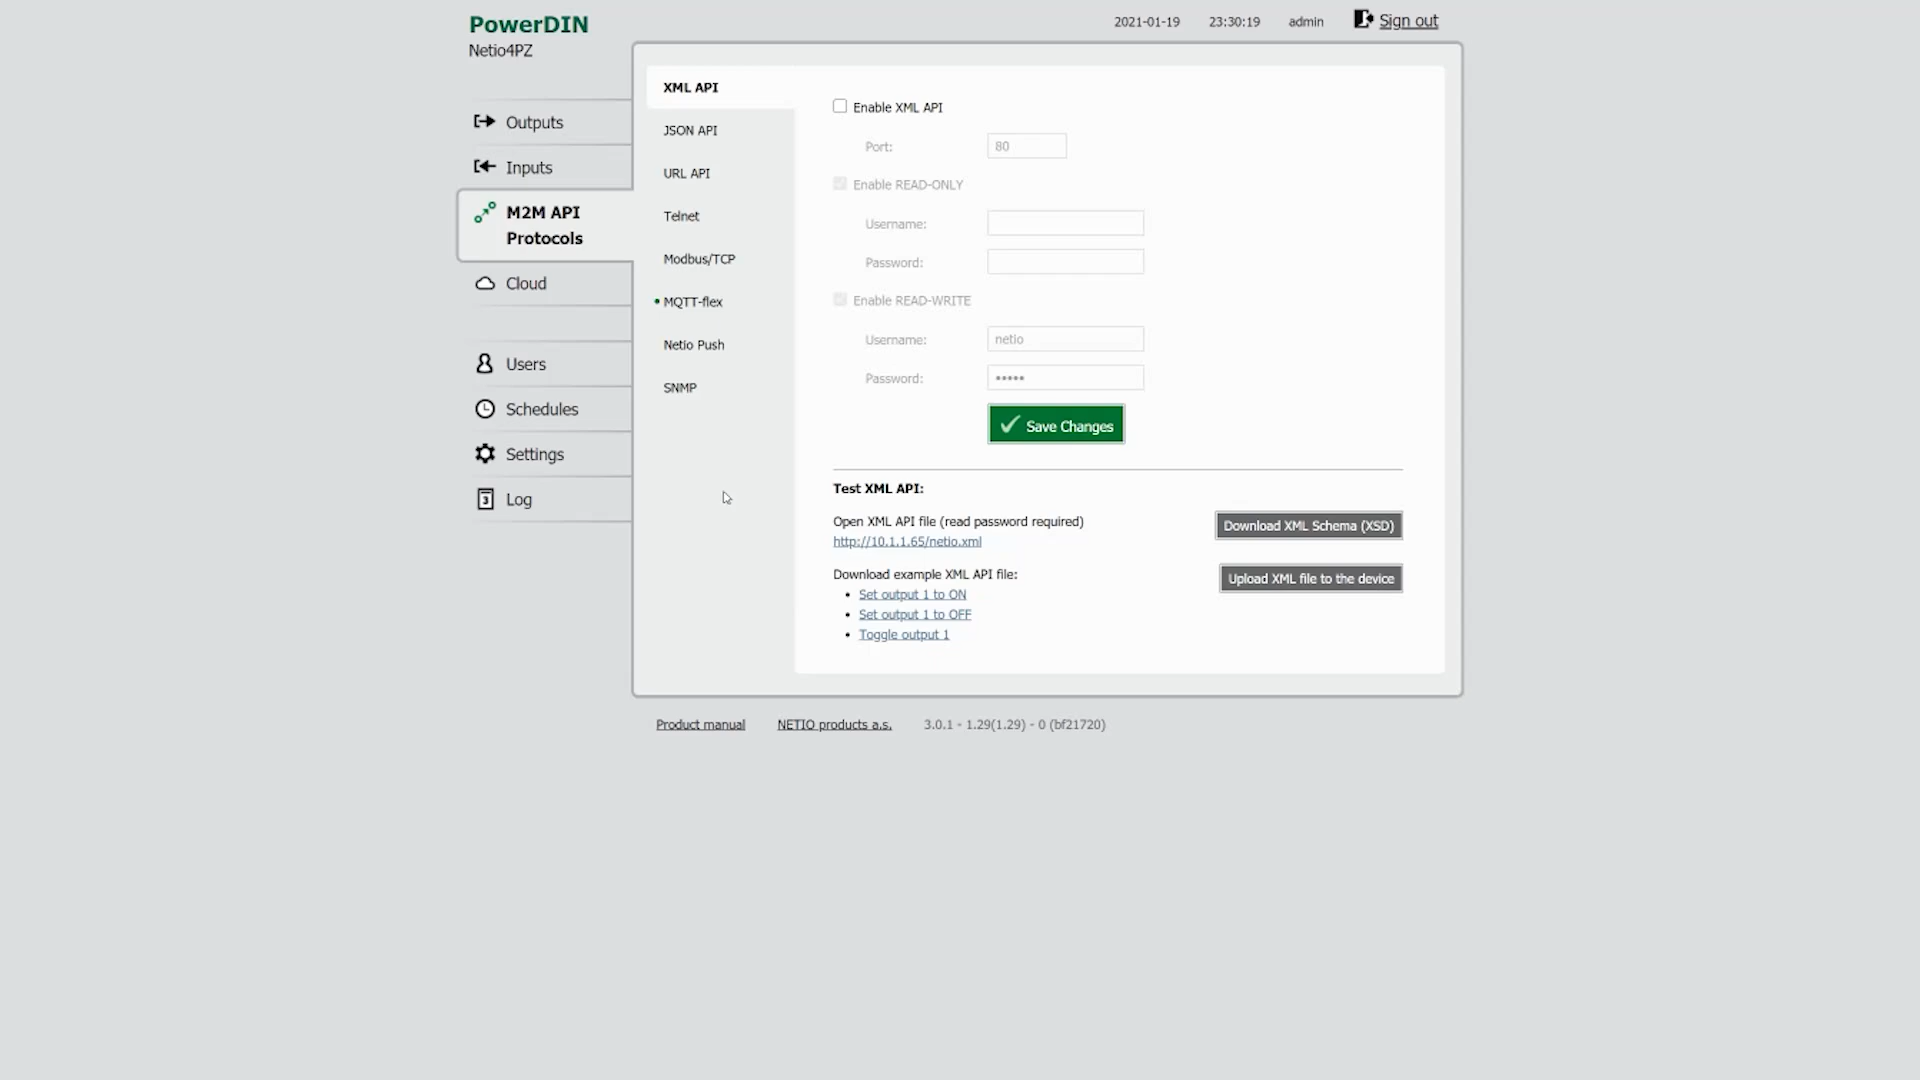 PowerDIN
Netio4PZ
2021-01-19 23:30:19 admin Sign out
Outputs
Inputs
M2M API
Protocols
Cloud
Users
Schedules
Settings
3
Log
XML API
JSON API
URL API
Telnet
Modbus/TCP
• MQTT-flex
Netio Push
SNMP
Enable XML API
Port: 80
Enable READ-ONLY
Username:
Password:
Enable READ-WRITE
Username: netio
Password: •••••
Save Changes
Test XML API:
Open XML API file (read password required)
http://10.1.1.65/netio.xml
Download XML Schema (XSD)
Download example XML API file:
Upload XML file to the device
• Set output 1 to ON
• Set output 1 to OFF
• Toggle output 1
Product manual NETIO products a.s. 3.0.1 - 1.29(1.29) - 0 (bf21720)